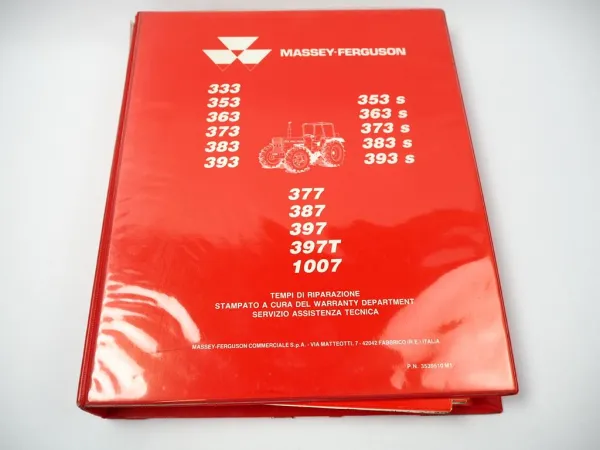 MASSEY-FERGUSON
333
353
363
373
383
393
353 s
363 s
373 s
383 s
393 s
377
387
397
397T
1007
TEMPI DI RIPARAZIONE
STAMPATO A CURA DEL WARRANTY DEPARTMENT
SERVIZIO ASSISTENZA TECNICA
MASSEY-FERGUSON COMMERCIALE S.p.A. - VIA MATTEOTTI, 7 - 42042 FABBRICO (R.E.) ITALIA
P.N.